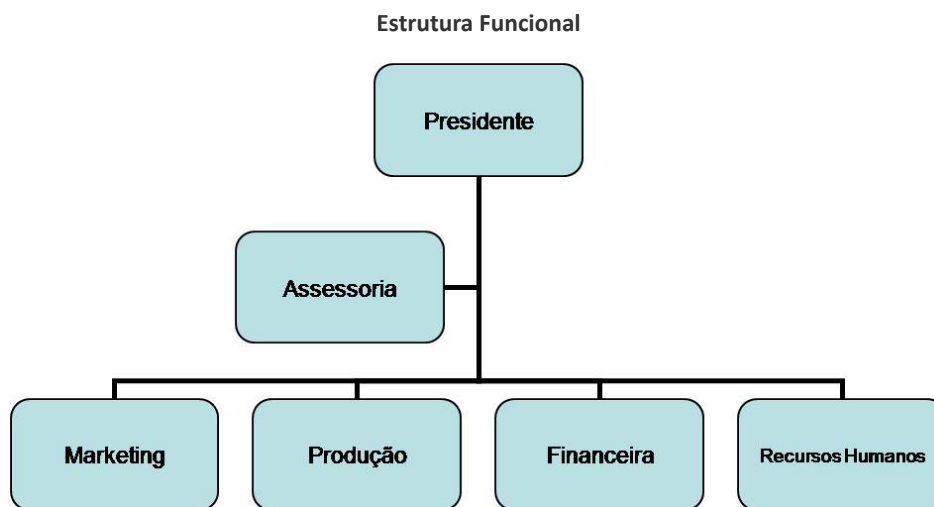 Estrutura Funcional
Presidente
Assessoria
Marketing
Produção
Financeira
Recursos Humanos